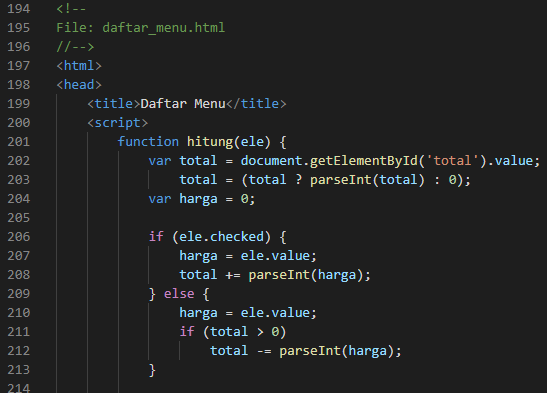 194 <!--
195 File: daftar_menu.html
196 //-->
197 <html>
198 <head>
199     <title>Daftar Menu</title>
200     <script>
201         function hitung(ele) {
202             var total = document.getElementById('total').value;
203                 total = (total ? parseInt(total) : 0);
204             var harga = 0;
205
206             if (ele.checked) {
207                 harga = ele.value;
208                 total += parseInt(harga);
209             } else {
210                 harga = ele.value;
211                 if (total > 0)
212                     total -= parseInt(harga);
213             }
214